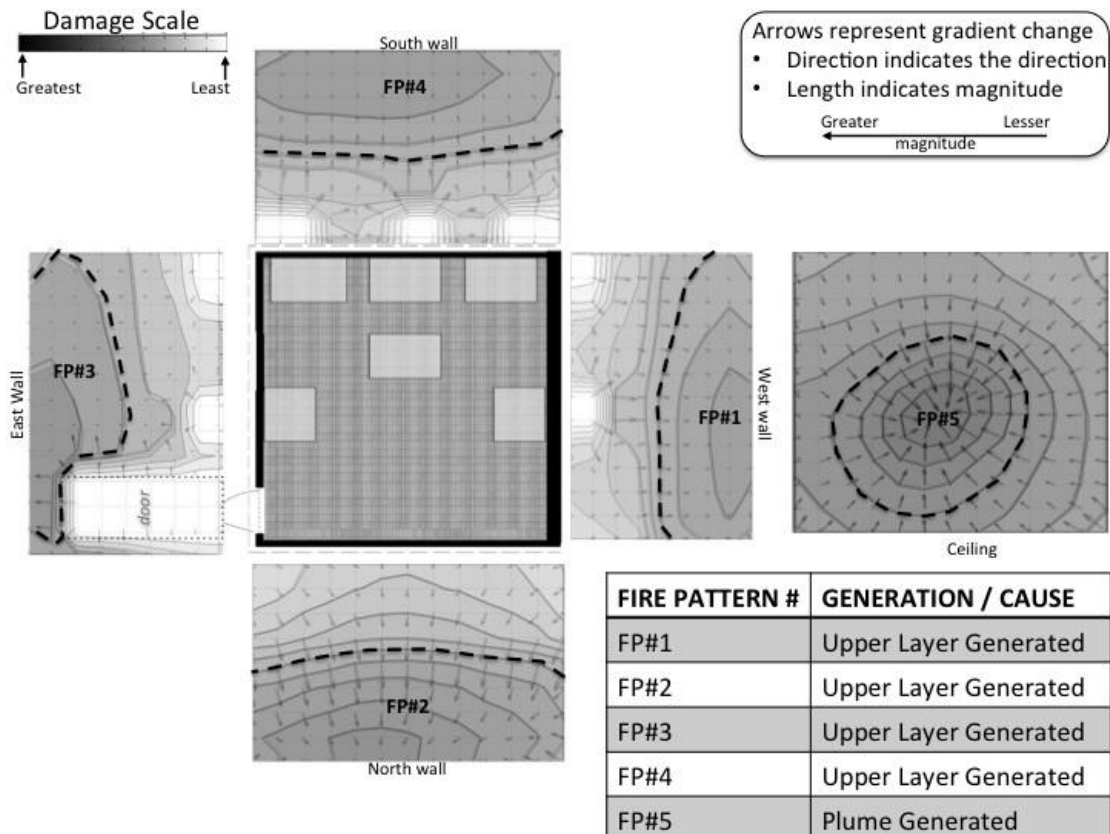 Damage Scale
Greatest
Least
South wall
FP#4
Arrows represent gradient change
• Direction indicates the direction
• Length indicates magnitude
Greater
Lesser
magnitude
East Wall
FP#3
door
FP#1
West wall
FP#5
Ceiling
FP#2
North wall
FIRE PATTERN # GENERATION / CAUSE
FP#1 Upper Layer Generated
FP#2 Upper Layer Generated
FP#3 Upper Layer Generated
FP#4 Upper Layer Generated
FP#5 Plume Generated